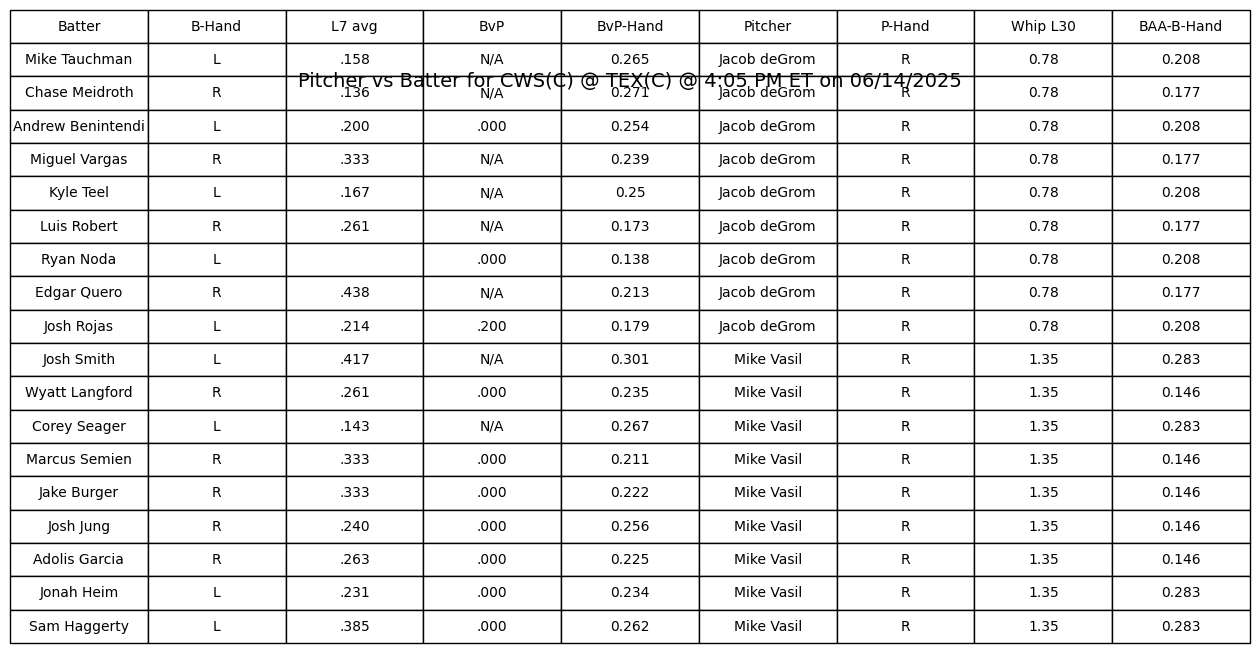 Batter B-Hand L7 avg BvP BvP-Hand Pitcher P-Hand Whip L30 BAA-B-Hand
Mike Tauchman L .158 N/A 0.265 Jacob deGrom R 0.78 0.208
Pitcher vs Batter for CWS(C) @ TEX(C) @ 4:05 PM ET on 06/14/2025
Chase Meidroth R .136 N/A 0.271 Jacob deGrom R 0.78 0.177
Andrew Benintendi L .200 .000 0.254 Jacob deGrom R 0.78 0.208
Miguel Vargas R .333 N/A 0.239 Jacob deGrom R 0.78 0.177
Kyle Teel L .167 N/A 0.25 Jacob deGrom R 0.78 0.208
Luis Robert R .261 N/A 0.173 Jacob deGrom R 0.78 0.177
Ryan Noda L .000 0.138 Jacob deGrom R 0.78 0.208
Edgar Quero R .438 N/A 0.213 Jacob deGrom R 0.78 0.177
Josh Rojas L .214 .200 0.179 Jacob deGrom R 0.78 0.208
Josh Smith L .417 N/A 0.301 Mike Vasil R 1.35 0.283
Wyatt Langford R .261 .000 0.235 Mike Vasil R 1.35 0.146
Corey Seager L .143 N/A 0.267 Mike Vasil R 1.35 0.283
Marcus Semien R .333 .000 0.211 Mike Vasil R 1.35 0.146
Jake Burger R .333 .000 0.222 Mike Vasil R 1.35 0.146
Josh Jung R .240 .000 0.256 Mike Vasil R 1.35 0.146
Adolis Garcia R .263 .000 0.225 Mike Vasil R 1.35 0.146
Jonah Heim L .231 .000 0.234 Mike Vasil R 1.35 0.283
Sam Haggerty L .385 .000 0.262 Mike Vasil R 1.35 0.283